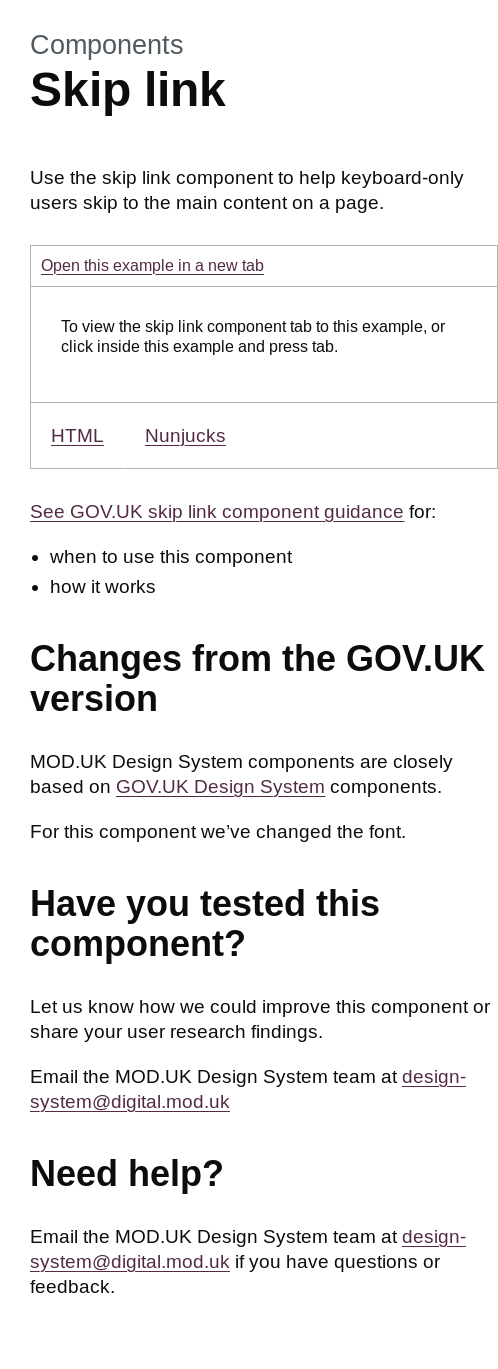 Components
Skip link
Use the skip link component to help keyboard-only
users skip to the main content on a page.
Open this example in a new tab
To view the skip link component tab to this example, or
click inside this example and press tab.
HTML Nunjucks
See GOV.UK skip link component guidance for:
• when to use this component
• how it works
Changes from the GOV.UK
version
MOD.UK Design System components are closely
based on GOV.UK Design System components.
For this component we’ve changed the font.
Have you tested this
component?
Let us know how we could improve this component or
share your user research findings.
Email the MOD.UK Design System team at design-
system@digital.mod.uk
Need help?
Email the MOD.UK Design System team at design-
system@digital.mod.uk if you have questions or
feedback.